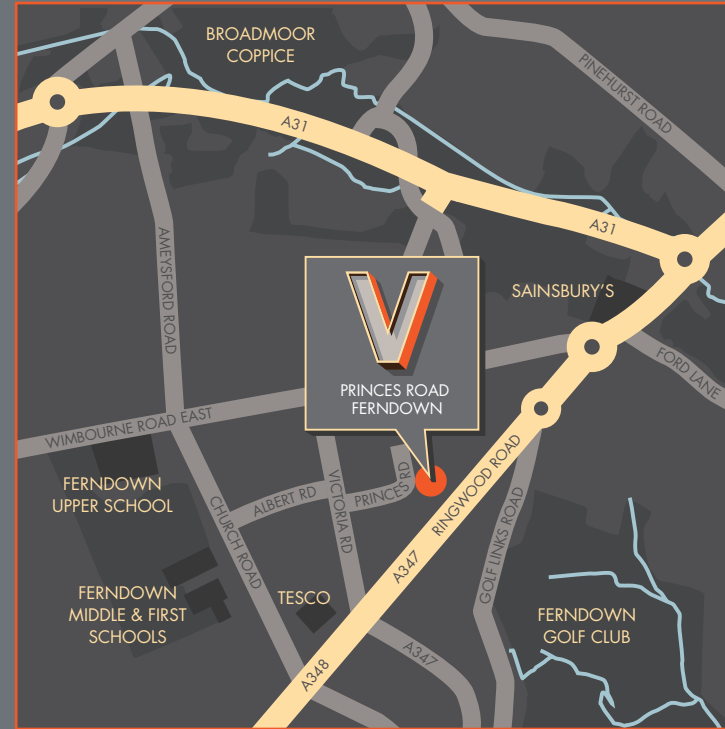 BROADMOOR
COPPICE
PINEHURST ROAD
A31
A31
AMEYSFORD ROAD
SAINSBURY'S
V
PRINCES ROAD
FERNDOWN
FORD LANE
WIMBOURNE ROAD EAST
FERNDOWN
UPPER SCHOOL
ALBERT RD
VICTORIA RD
PRINCES RD
RINGWOOD ROAD
A347
CHURCH ROAD
GOLF LINKS ROAD
FERNDOWN
MIDDLE & FIRST
SCHOOLS
TESCO
FERNDOWN
GOLF CLUB
A347
A348